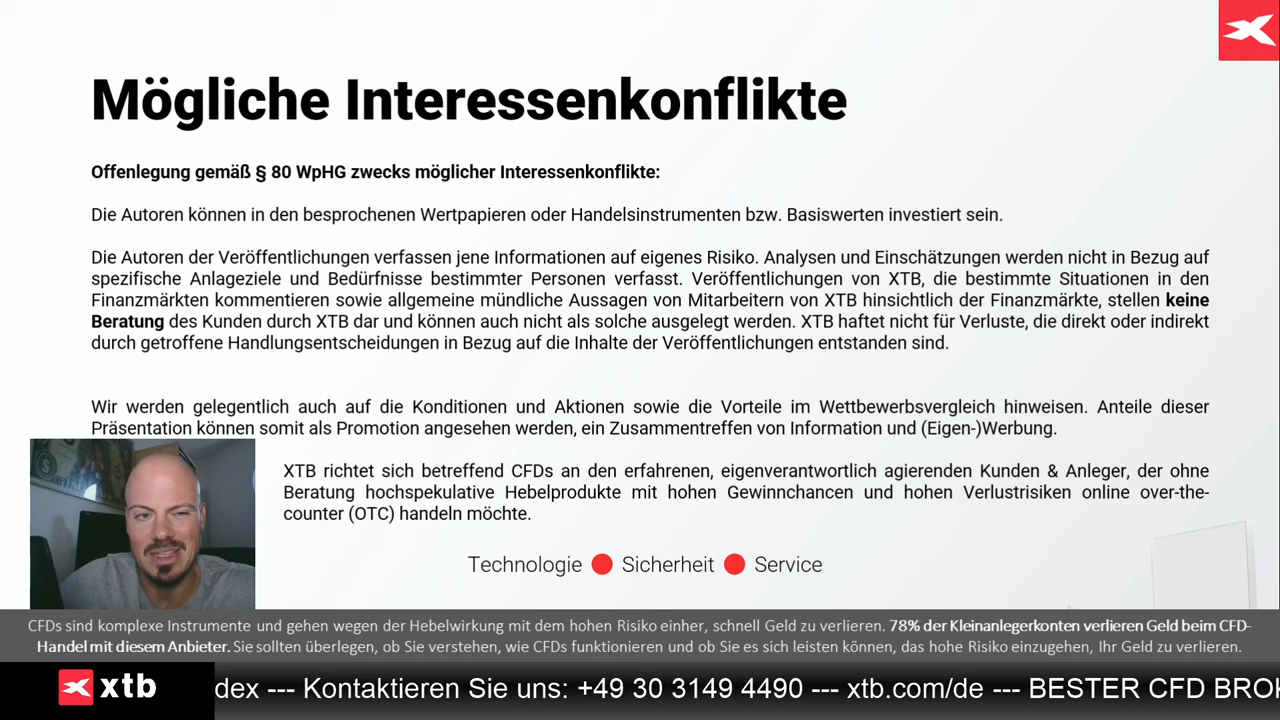 Mögliche Interessenkonflikte
Offenlegung gemäß § 80 WpHG zwecks möglicher Interessenkonflikte:
Die Autoren können in den besprochenen Wertpapieren oder Handelsinstrumenten bzw. Basiswerten investiert sein.
Die Autoren der Veröffentlichungen verfassen jene Informationen auf eigenes Risiko. Analysen und Einschätzungen werden nicht in Bezug auf
spezifische Anlageziele und Bedürfnisse bestimmter Personen verfasst. Veröffentlichungen von XTB, die bestimmte Situationen in den
Finanzmärkten kommentieren sowie allgemeine mündliche Aussagen von Mitarbeitern von XTB hinsichtlich der Finanzmärkte, stellen keine
Beratung des Kunden durch XTB dar und können auch nicht als solche ausgelegt werden. XTB haftet nicht für Verluste, die direkt oder indirekt
durch getroffene Handlungsentscheidungen in Bezug auf die Inhalte der Veröffentlichungen entstanden sind.
Wir werden gelegentlich auch auf die Konditionen und Aktionen sowie die Vorteile im Wettbewerbsvergleich hinweisen. Anteile dieser
Präsentation können somit als Promotion angesehen werden, ein Zusammentreffen von Information und (Eigen-)Werbung.
XTB richtet sich betreffend CFDs an den erfahrenen, eigenverantwortlich agierenden Kunden & Anleger, der ohne
Beratung hochspekulative Hebelprodukte mit hohen Gewinnchancen und hohen Verlustrisiken online over-the-
counter (OTC) handeln möchte.
Technologie Sicherheit Service
CFDs sind komplexe Instrumente und gehen wegen der Hebelwirkung mit dem hohen Risiko einher, schnell Geld zu verlieren. 78% der Kleinanlegerkonten verlieren Geld beim CFD-
Handel mit diesem Anbieter. Sie sollten überlegen, ob Sie verstehen, wie CFDs funktionieren und ob Sie es sich leisten können, das hohe Risiko einzugehen, Ihr Geld zu verlieren.
xtb dex --- Kontaktieren Sie uns: +49 30 3149 4490 --- xtb.com/de --- BESTER CFD BRO